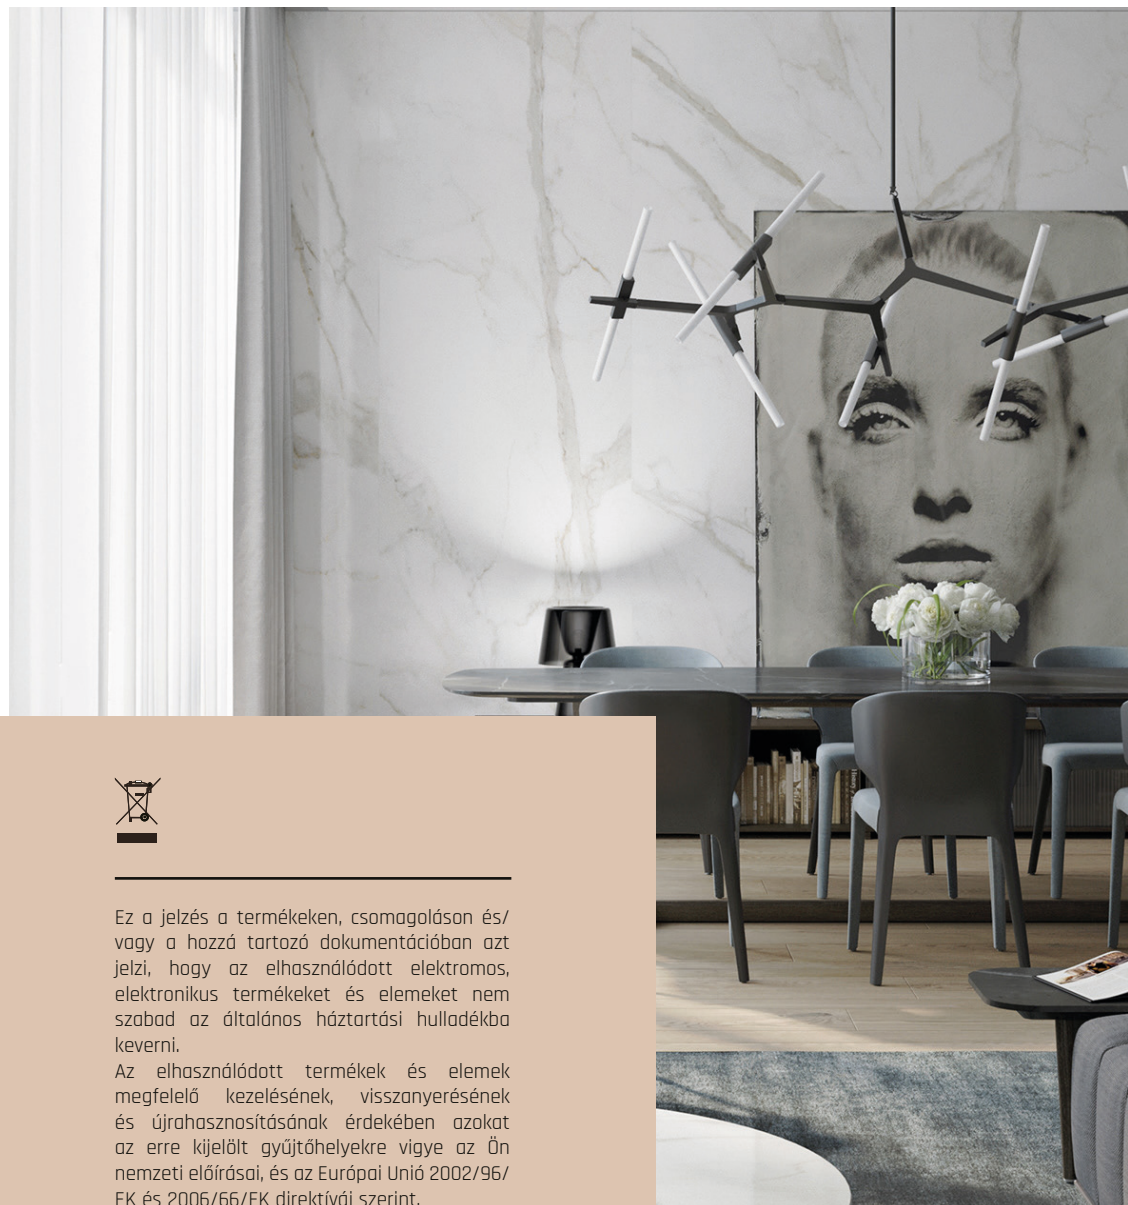 Ez a jelzés a termékeken, csomagoláson és/
vagy a hozzá tartozó dokumentációban azt
jelzi, hogy az elhasználódott elektromos,
elektronikus termékeket és elemeket nem
szabad az általános háztartási hulladékba
keverni.
Az elhasználódott termékek és elemek
megfelelő kezelésének, visszanyerésének
és újrahasznosításának érdekében azokat
az erre kijelölt gyűjtőhelyekre vigye az Ön
nemzeti előírásai, és az Európai Unió 2002/96/
EK és 2006/66/EK direktívái szerint.